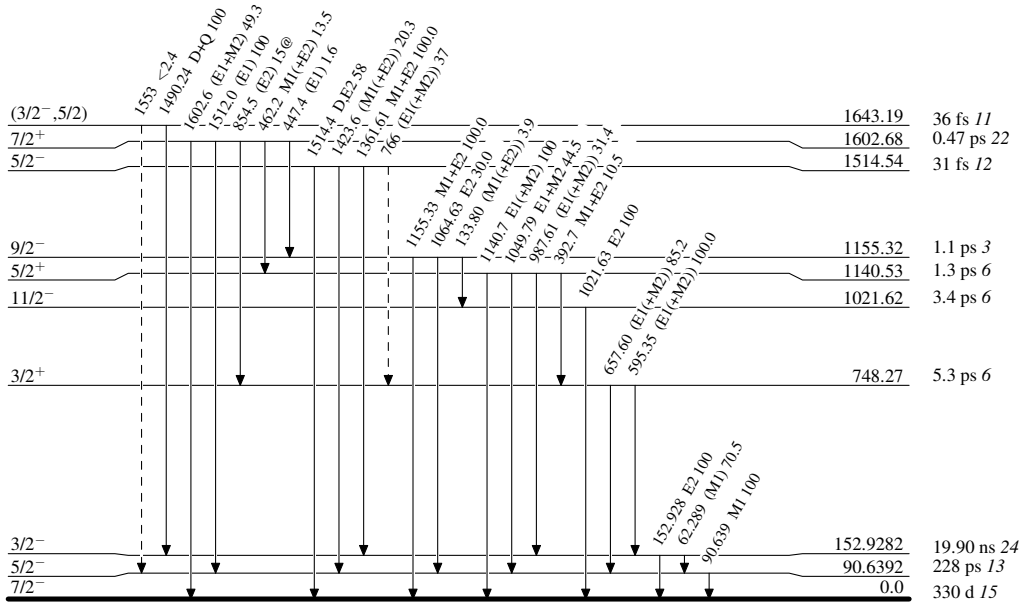 1553 <2.4
1490.24 D+Q 100
1602.6 (E1+M2) 49.3
1512.0 (E1) 100
854.5 (E2) 15@
462.2 M1(+E2) 13.5
447.4 (E1) 1.6
1514.4 D,E2 58
1423.6 (M1(+E2)) 20.3
1361.61 M1+E2 100.0
766 (E1(+M2)) 37
1155.33 M1+E2 100.0
1064.63 E2 30.0
133.80 (M1(+E2)) 3.9
1140.7 E1(+M2) 100
1049.79 E1+M2 44.5
987.61 (E1(+M2)) 31.4
392.7 M1+E2 10.5
1021.63 E2 100
657.60 (E1(+M2)) 85.2
595.35 (E1(+M2)) 100.0
152.928 E2 100
62.289 (M1) 70.5
90.639 M1 100
(3/2−,5/2) 1643.19 36 fs 11
7/2+ 1602.68 0.47 ps 22
5/2− 1514.54 31 fs 12
9/2− 1155.32 1.1 ps 3
5/2+ 1140.53 1.3 ps 6
11/2− 1021.62 3.4 ps 6
3/2+ 748.27 5.3 ps 6
3/2− 152.9282 19.90 ns 24
5/2− 90.6392 228 ps 13
7/2− 0.0 330 d 15